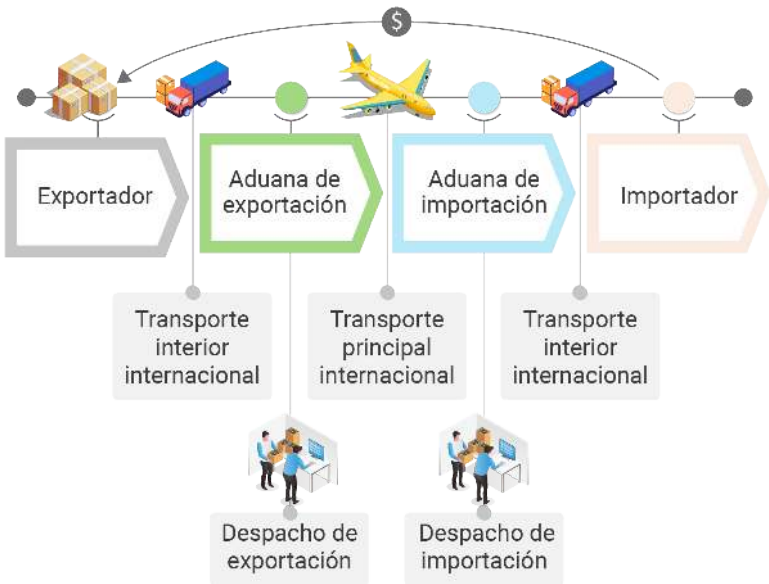 $
Exportador
Aduana de
exportación
Aduana de
importación
Importador
Transporte
interior
internacional
Transporte
principal
internacional
Transporte
interior
internacional
Despacho de
exportación
Despacho de
importación